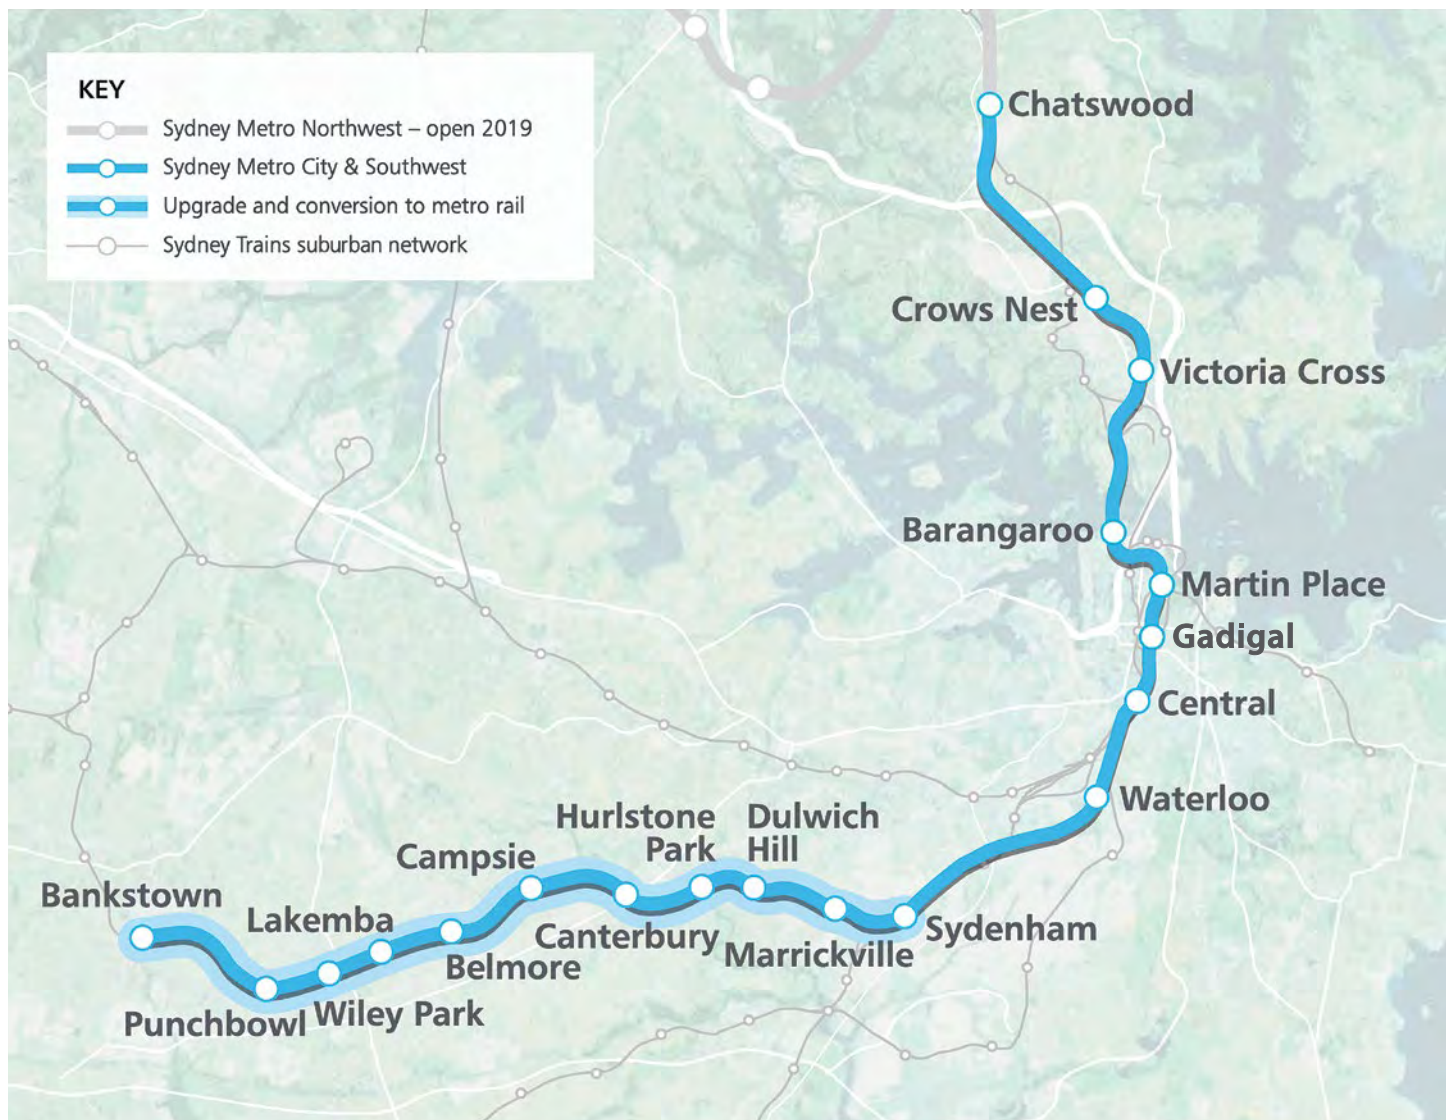 KEY
Sydney Metro Northwest – open 2019
Sydney Metro City & Southwest
Upgrade and conversion to metro rail
Sydney Trains suburban network
Chatswood
Crows Nest
Victoria Cross
Barangaroo
Martin Place
Gadigal
Central
Waterloo
Hurlstone
Park
Dulwich
Hill
Campsie
Bankstown
Lakemba
Canterbury
Sydenham
Marrickville
Belmore
Wiley Park
Punchbowl